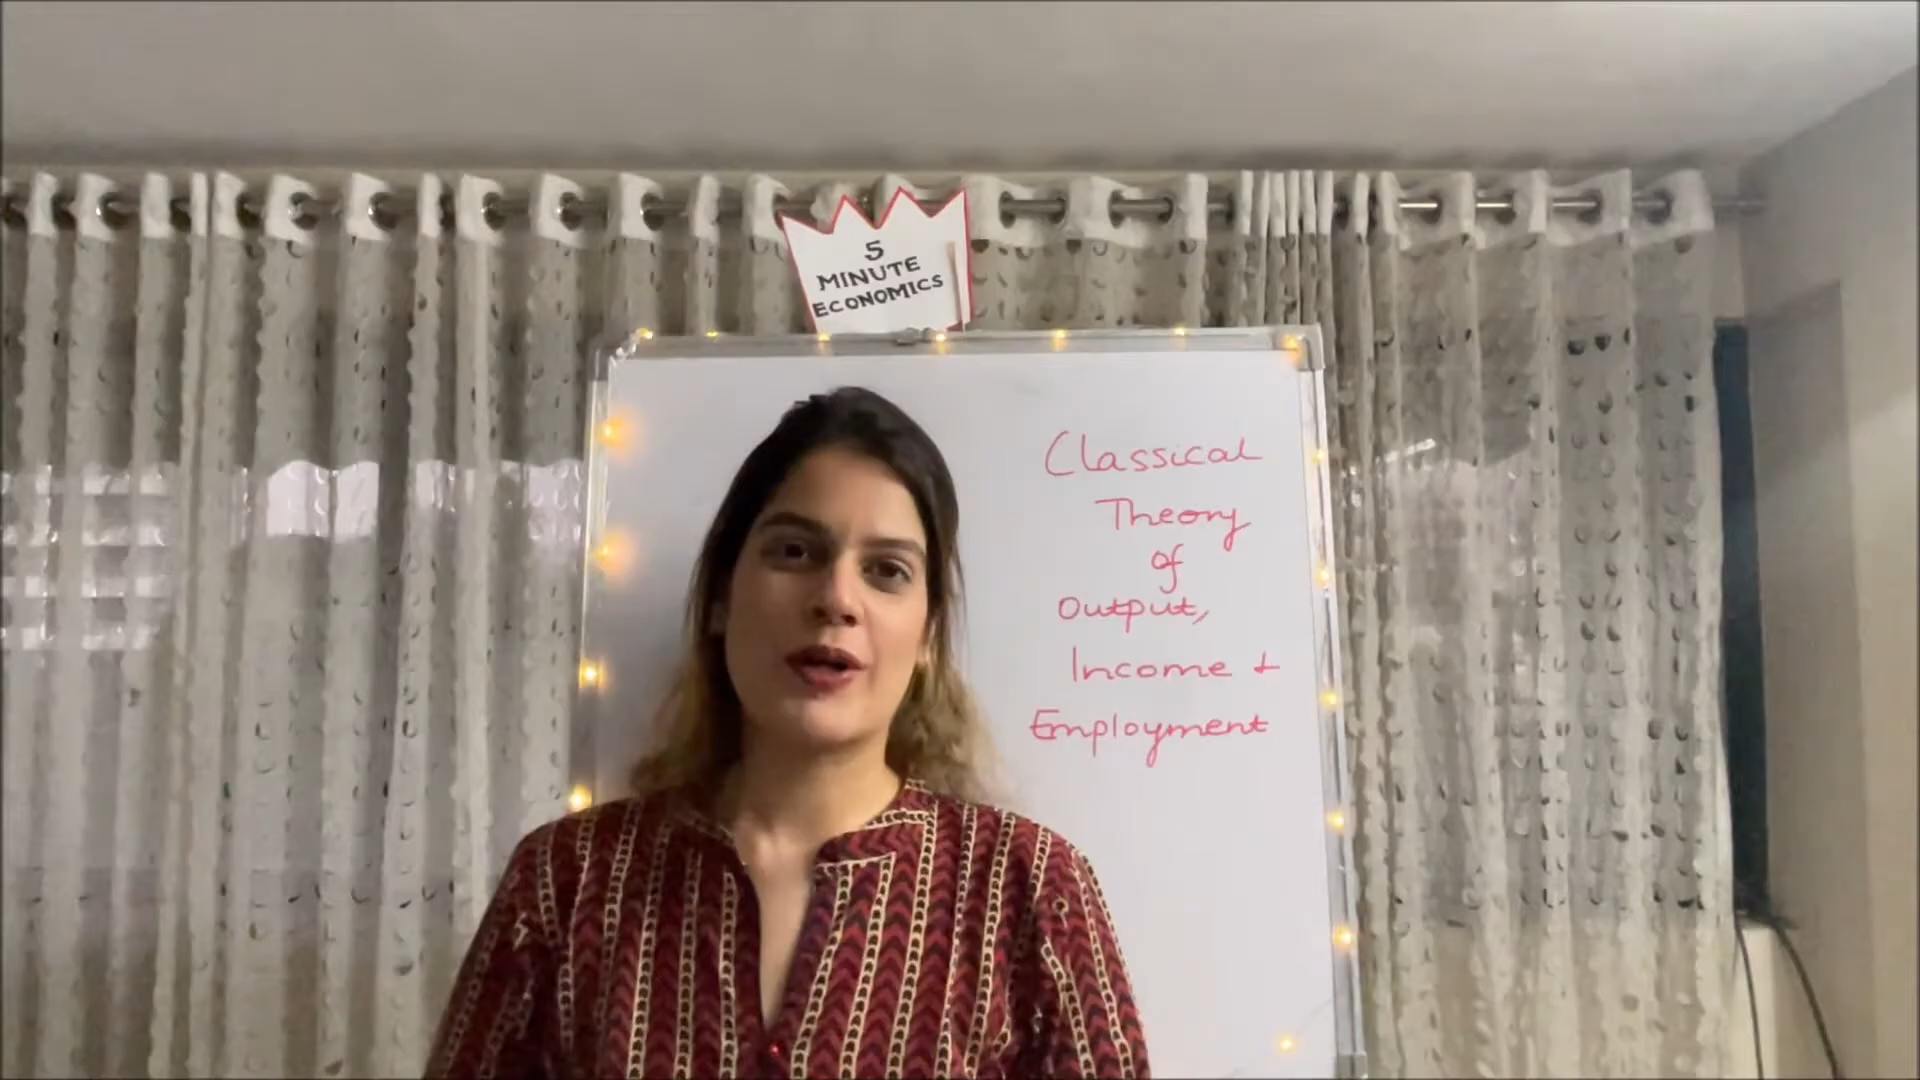 5
MINUTE
ECONOMICS
Classical
Theory
of
Output,
Income +
Employment